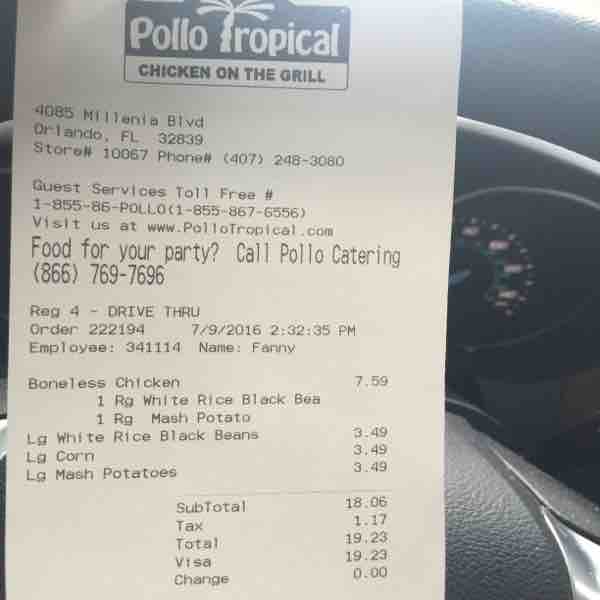 Pollo Tropical
CHICKEN ON THE GRILL
4085 Millenia Blvd
Orlando, FL 32839
Store# 10067 Phone# (407) 248-3080
Guest Services Toll Free #
1-855-86-POLLO(1-855-867-6556)
Visit us at www.PolloTropical.com
Food for your party? Call Pollo Catering
(866) 769-7696
Reg 4 - DRIVE THRU
Order 222194 7/9/2016 2:32:35 PM
Employee: 341114 Name: Fanny
Boneless Chicken 7.59
1 Rg White Rice Black Bea
1 Rg Mash Potato
Lg White Rice Black Beans 3.49
Lg Corn 3.49
Lg Mash Potatoes 3.49
SubTotal 18.06
Tax 1.17
Total 19.23
Visa 19.23
Change 0.00